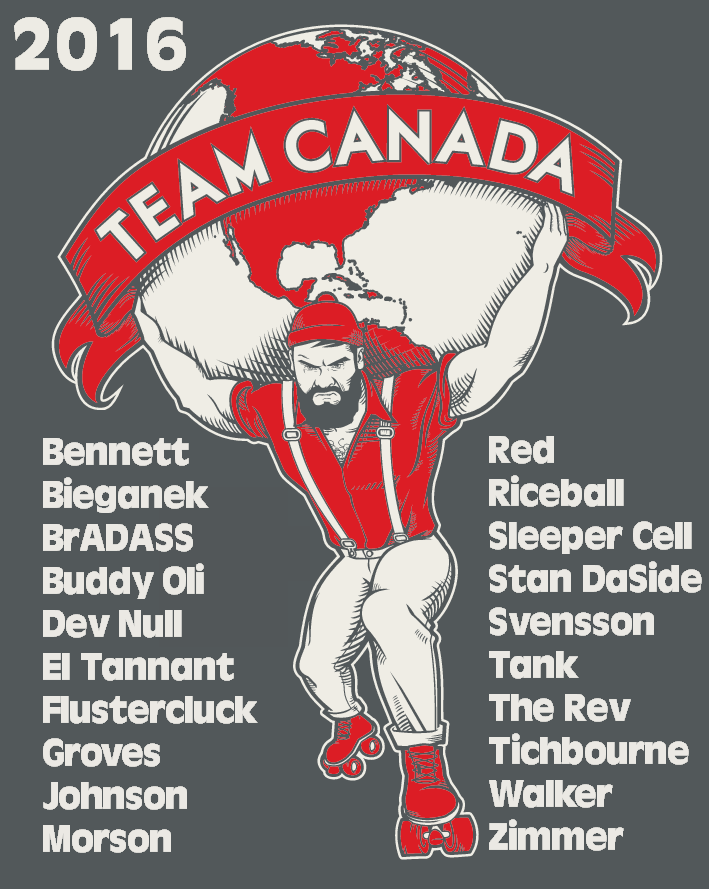 2016
TEAM CANADA
Bennett
Bieganek
BrADASS
Buddy Oli
Dev Null
El Tannant
Flustercluck
Groves
Johnson
Morson
Red
Riceball
Sleeper Cell
Stan DaSide
Svensson
Tank
The Rev
Tichbourne
Walker
Zimmer